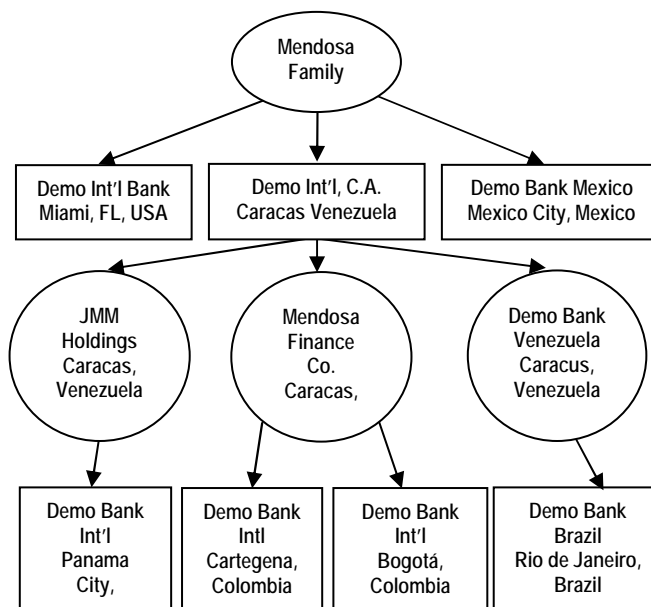 Mendosa
Family
Demo Int'l Bank
Miami, FL, USA
Demo Int'l, C.A.
Caracas Venezuela
Demo Bank Mexico
Mexico City, Mexico
JMM
Holdings
Caracas,
Venezuela
Mendosa
Finance
Co.
Caracas,
Demo Bank
Venezuela
Caracus,
Venezuela
Demo Bank
Int'l
Panama
City,
Demo Bank
Intl
Cartegena,
Colombia
Demo Bank
Int'l
Bogotá,
Colombia
Demo Bank
Brazil
Rio de Janeiro,
Brazil